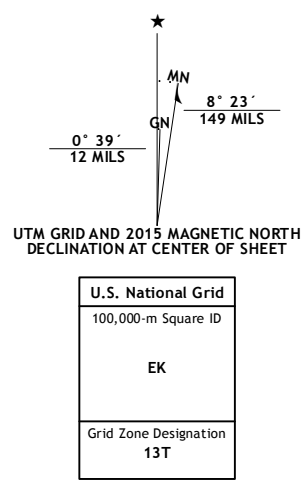 ★
MN
GN
8° 23´
149 MILS
0° 39´
12 MILS
UTM GRID AND 2015 MAGNETIC NORTH
DECLINATION AT CENTER OF SHEET
U.S. National Grid
100,000-m Square ID
EK
Grid Zone Designation
13T